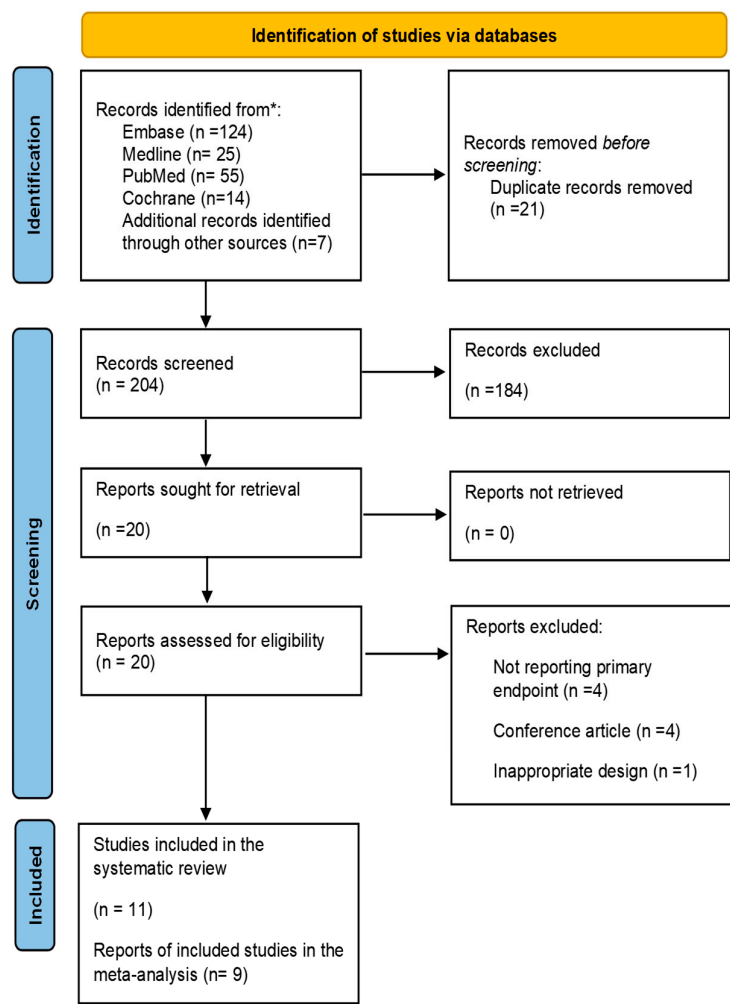 Identification of studies via databases
Identification
Records identified from*:
Embase (n =124)
Medline (n= 25)
PubMed (n= 55)
Cochrane (n=14)
Additional records identified
through other sources (n=7)
Records removed before
screening:
Duplicate records removed
(n =21)
Screening
Records screened
(n = 204)
Records excluded
(n =184)
Reports sought for retrieval
(n =20)
Reports not retrieved
(n = 0)
Reports assessed for eligibility
(n = 20)
Reports excluded:
Not reporting primary
endpoint (n =4)
Conference article (n =4)
Inappropriate design (n =1)
Included
Studies included in the
systematic review
(n = 11)
Reports of included studies in the
meta-analysis (n= 9)